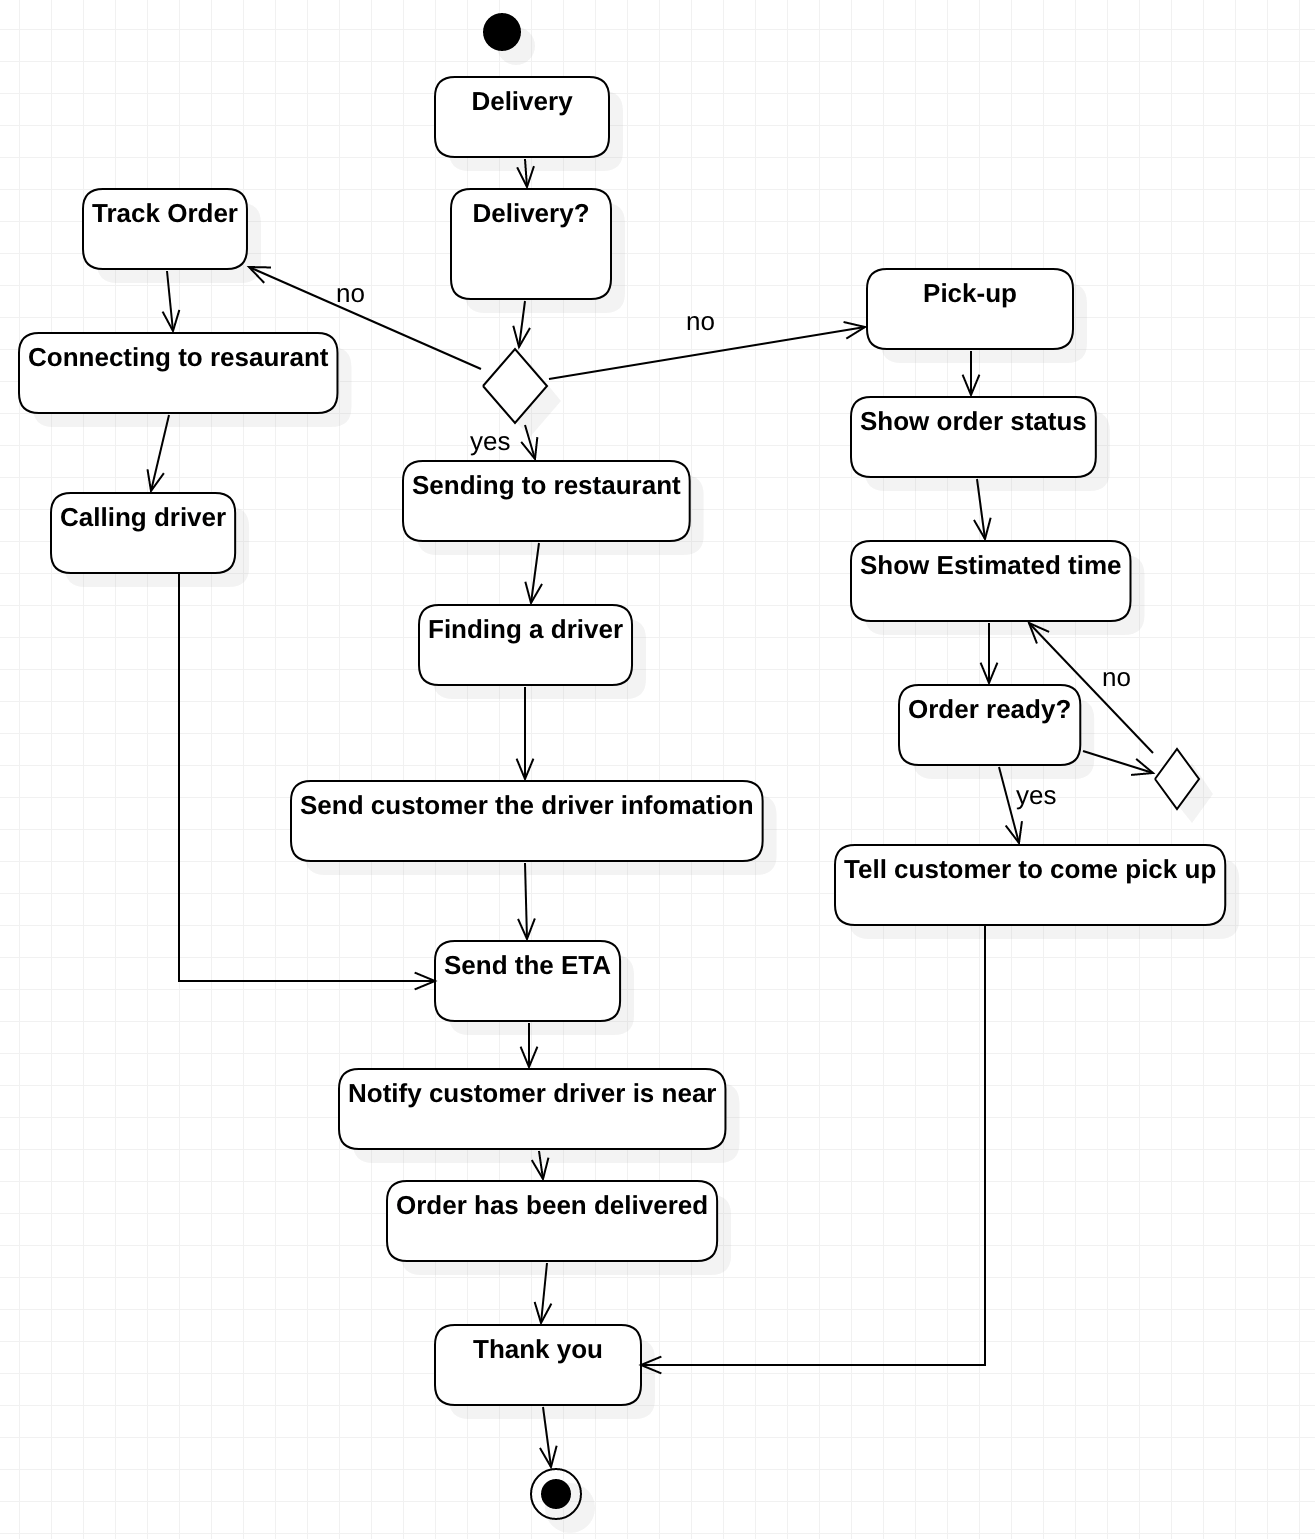 Delivery
Delivery?
Track Order
no
Pick-up
no
Connecting to resaurant
Show order status
yes
Sending to restaurant
Calling driver
Show Estimated time
Finding a driver
no
Order ready?
yes
Send customer the driver infomation
Tell customer to come pick up
Send the ETA
Notify customer driver is near
Order has been delivered
Thank you